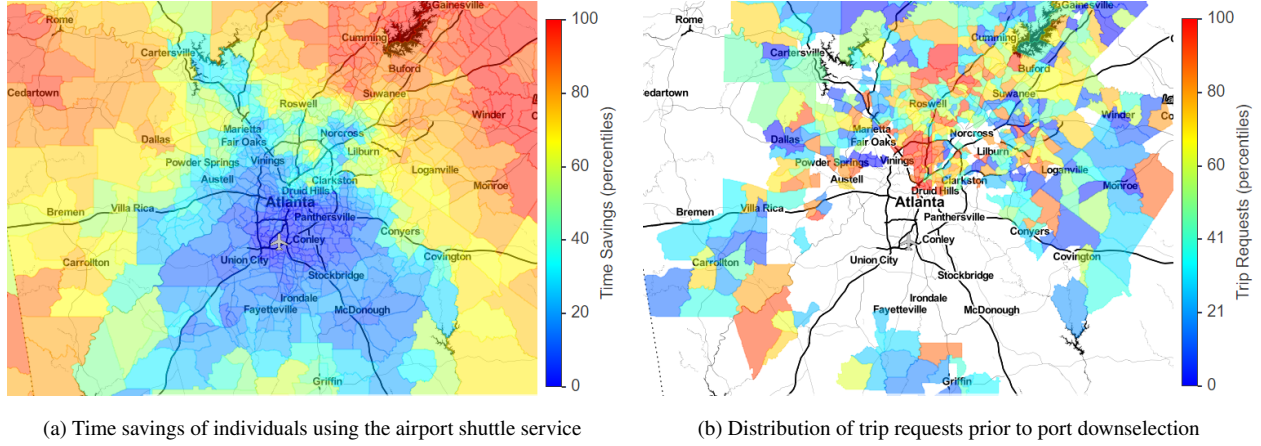 Rome
Gainesville
Cumming
Cartersville
Buford
Cedartown
Suwanee
Roswell
Winder
Marietta
Fair Oaks
Norcross
Dallas
Lilburn
Powder Springs
Vinings
Loganville
Austell
Clarkston
Monroe
Druid Hills
Atlanta
Villa Rica
Bremen
Panthersville
Conyers
Conley
Covington
Carrollton
Union City
Stockbridge
Irondale
Fayetteville
McDonough
Griffin
100
80
60
40
20
0
Time Savings (percentiles)
(a) Time savings of individuals using the airport shuttle service
Rome
Gainesville
Cumming
Cartersville
Buford
Cedartown
Suwanee
Roswell
Winder
Marietta
Fair Oaks
Norcross
Dallas
Lilburn
Powder Springs
Vinings
Loganville
Austell
Clarkston
Monroe
Druid Hills
Atlanta
Villa Rica
Bremen
Panthersville
Conyers
Conley
Covington
Carrollton
Union City
Stockbridge
Irondale
Fayetteville
McDonough
Griffin
100
80
60
41
21
0
Trip Requests (percentiles)
(b) Distribution of trip requests prior to port downselection